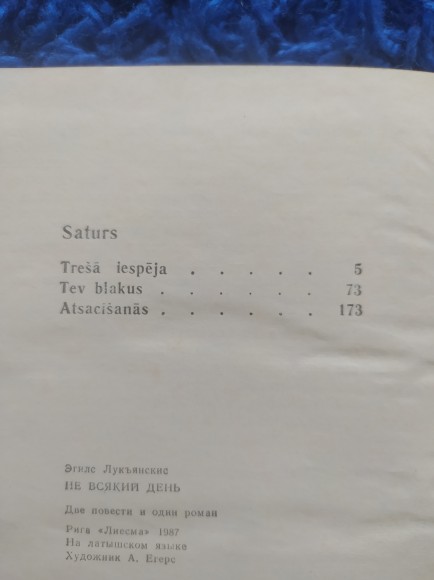 Saturs
Trešā iespēja . . . . . 5
Tev blakus . . . . . . 73
Atsacīšanās . . . . . . 173
Эгилс Лукьянскис
НЕ ВСЯКИЙ ДЕНЬ
Две повести и один роман
Рига «Лиесма» 1987
На латышском языке
Художник А. Егерс